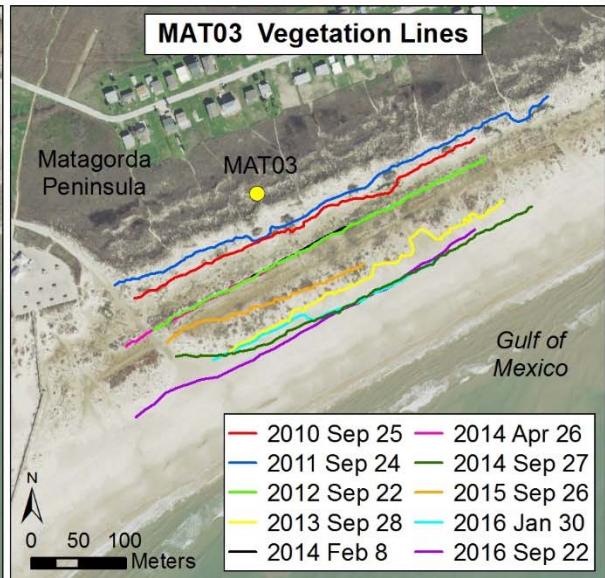 MAT03 Vegetation Lines
Matagorda
Peninsula
MAT03
Gulf of
Mexico
N
0 50 100
Meters
2010 Sep 25
2011 Sep 24
2012 Sep 22
2013 Sep 28
2014 Feb 8
2014 Apr 26
2014 Sep 27
2015 Sep 26
2016 Jan 30
2016 Sep 22